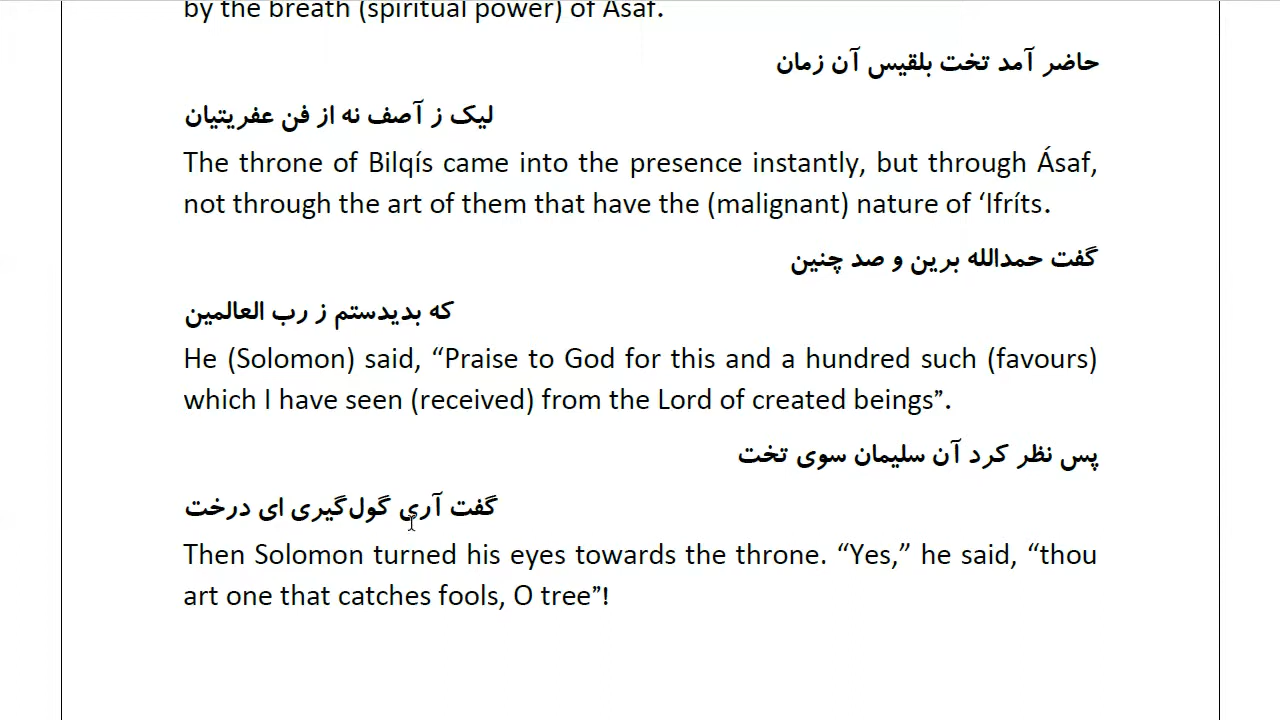 by the breath (spiritual power) of Ásaf.
حاضر آمد تخت بلقیس آن زمان
لیک ز آصف نه از فن عفریتیان
The throne of Bilqís came into the presence instantly, but through Ásaf,
not through the art of them that have the (malignant) nature of ‘Ifríts.
گفت حمدالله برین و صد چنین
که بدیدستم ز رب العالمین
He (Solomon) said, “Praise to God for this and a hundred such (favours)
which I have seen (received) from the Lord of created beings”.
پس نظر کرد آن سلیمان سوی تخت
گفت آری گول‌گیری ای درخت
Then Solomon turned his eyes towards the throne. “Yes,” he said, “thou
art one that catches fools, O tree”!